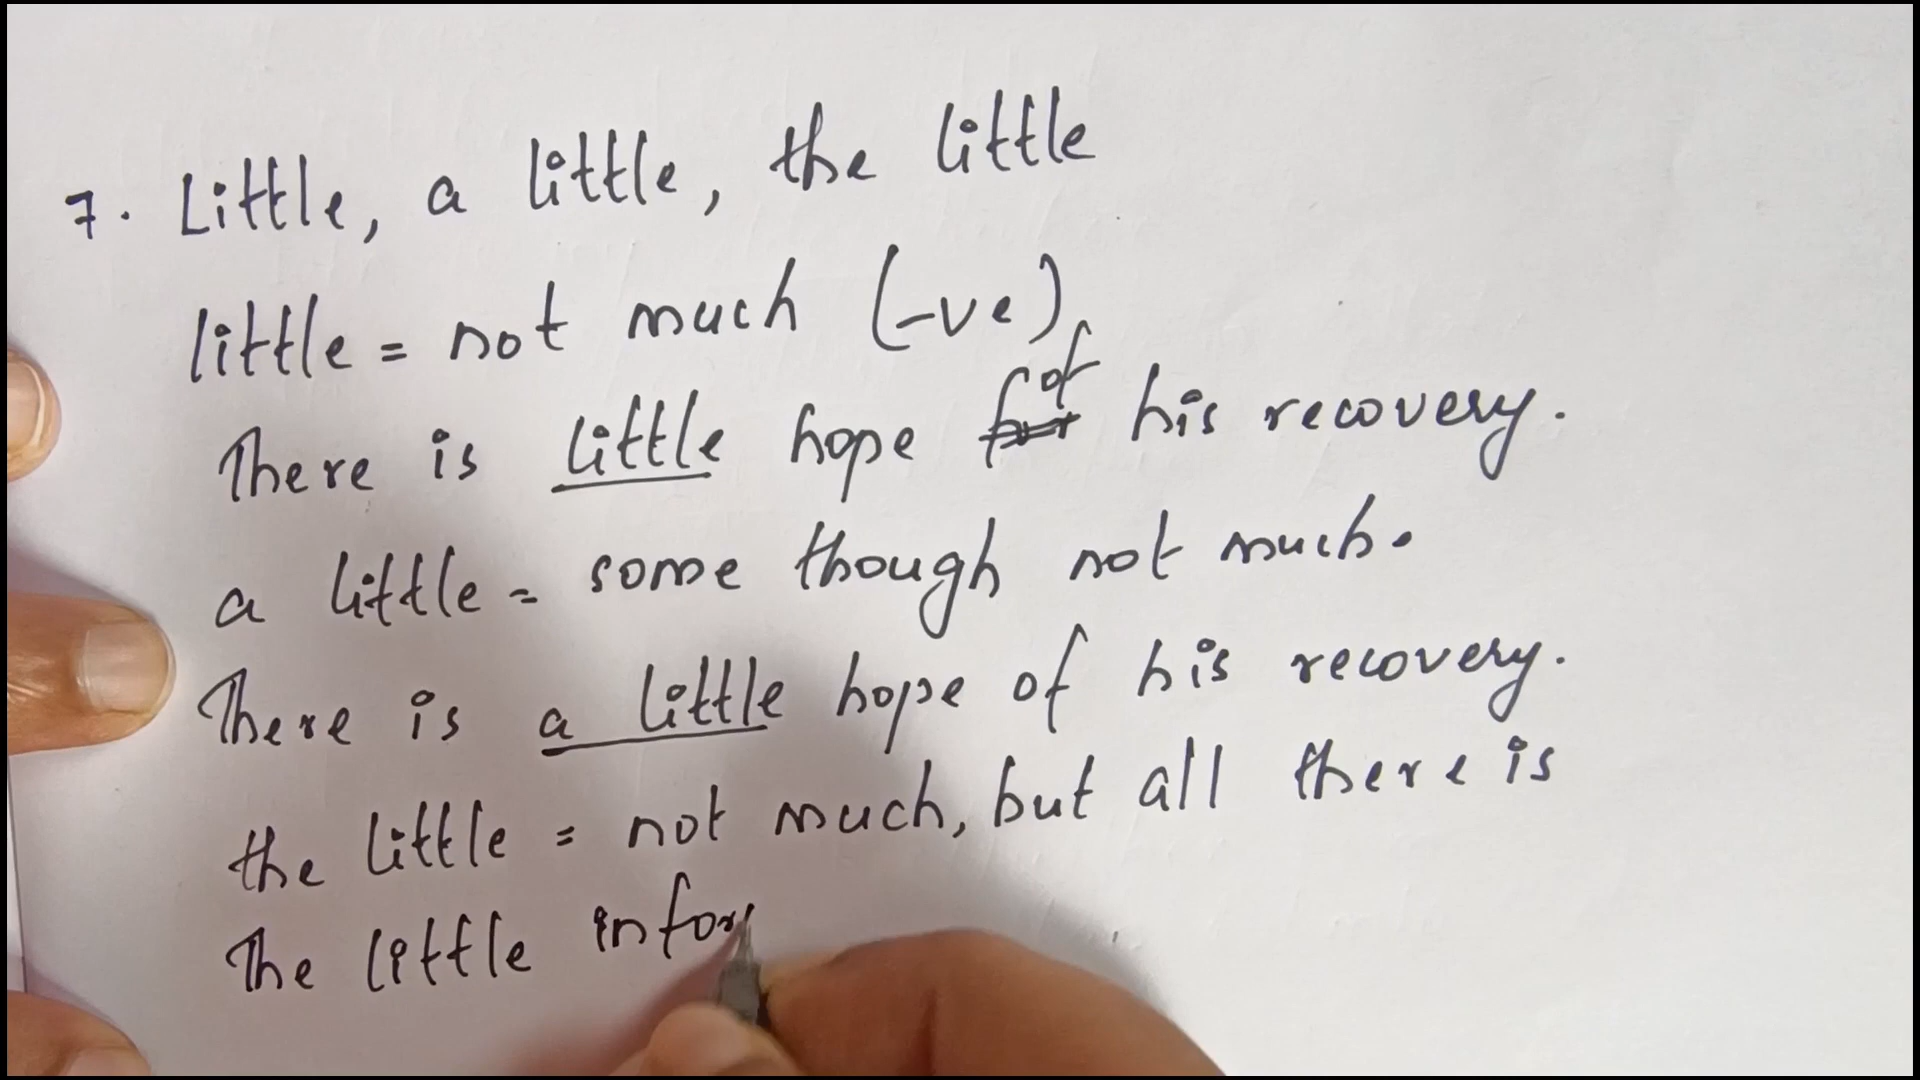 7. Little, a little, the little
little = not much (-ve)
There is little hope of his recovery.
a little = some though not much.
There is a little hope of his recovery.
the little = not much, but all there is
The little infor